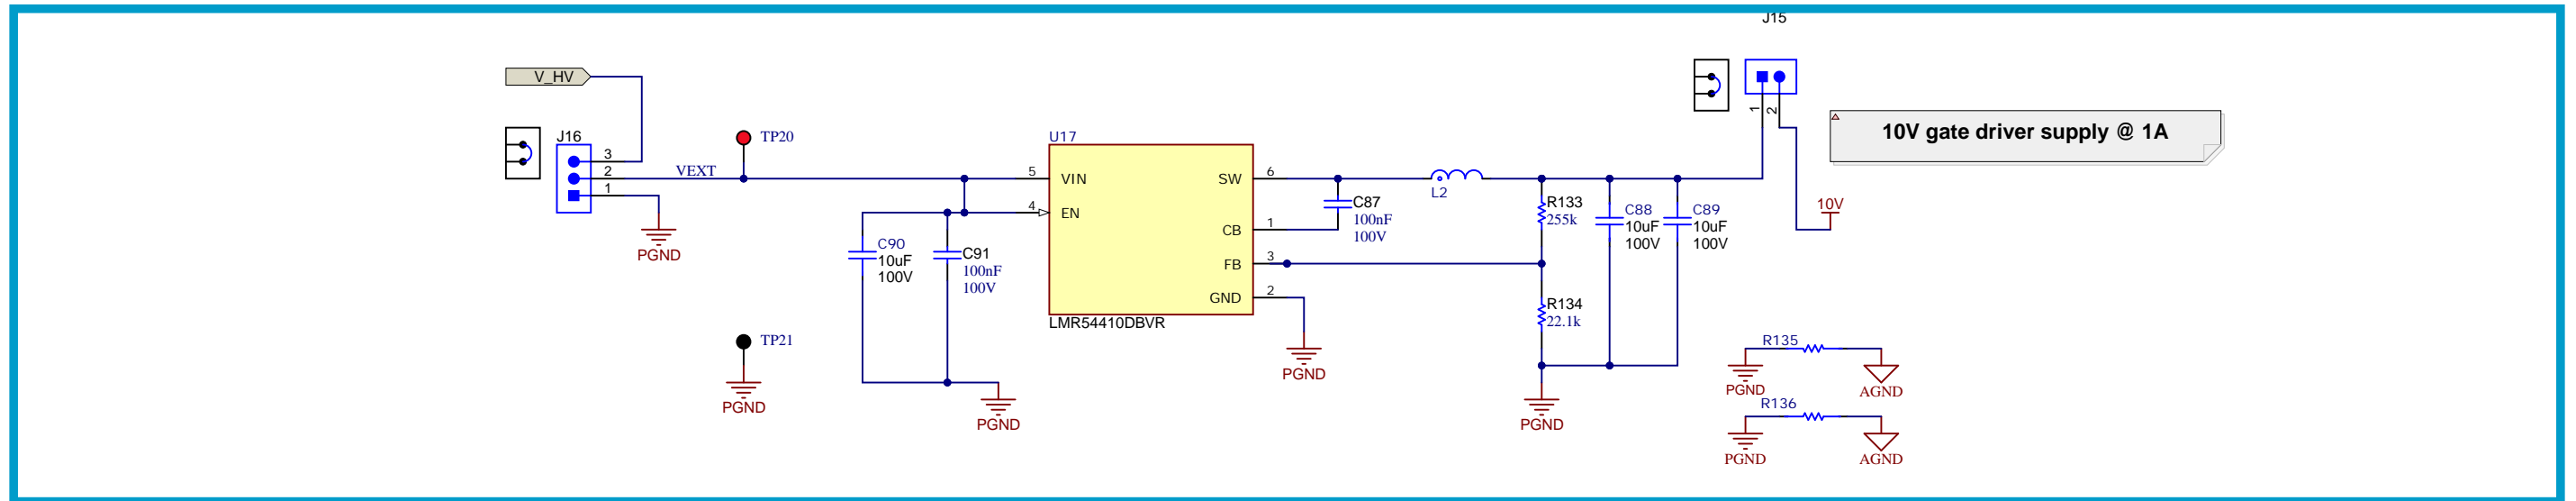 J15
V_HV
J16
3
2
1
VEXT
PGND
TP20
TP21
PGND
C90
10uF
100V
C91
100nF
100V
PGND
U17
5
VIN
4
EN
SW
6
CB
1
FB
3
GND
2
LMR54410DBVR
C87
100nF
100V
PGND
L2
R133
255k
R134
22.1k
PGND
C88
10uF
100V
C89
10uF
100V
1
2
10V
10V gate driver supply @ 1A
R135
PGND
AGND
R136
PGND
AGND